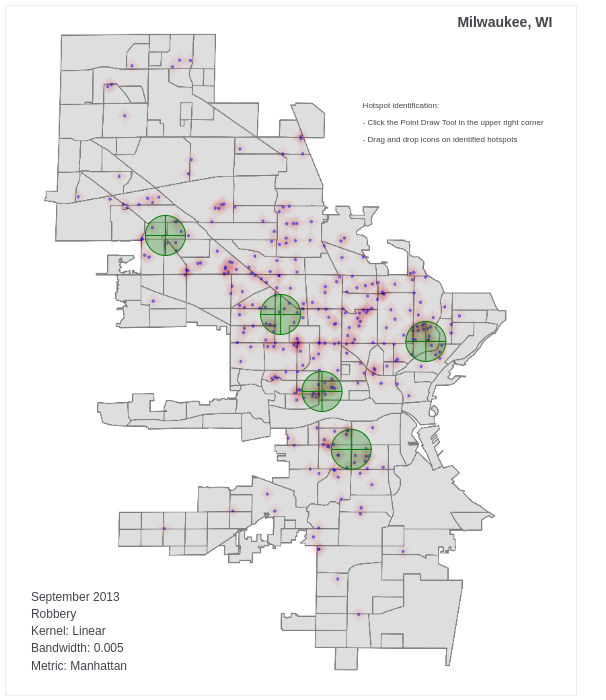 Milwaukee, WI
Hotspot identification:
- Click the Point Draw Tool in the upper right corner
- Drag and drop icons on identified hotspots
September 2013
Robbery
Kernel: Linear
Bandwidth: 0.005
Metric: Manhattan